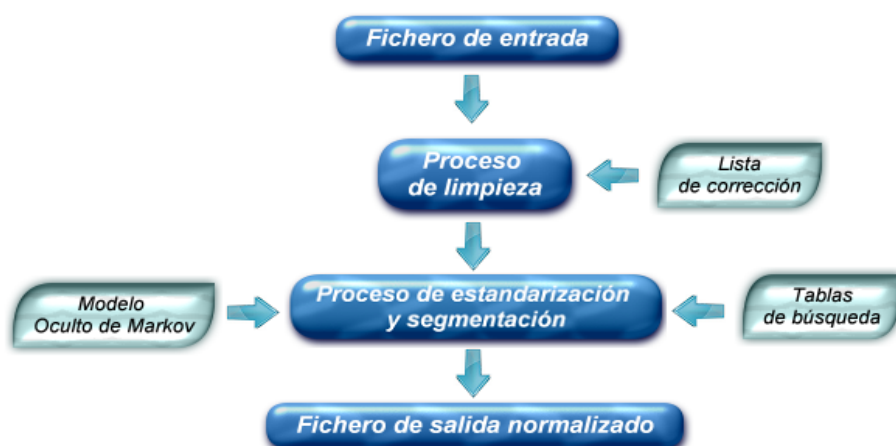 Fichero de entrada
Proceso
de limpieza
Lista
de corrección
Modelo
Oculto de Markov
Proceso de estandarización
y segmentación
Tablas
de búsqueda
Fichero de salida normalizado